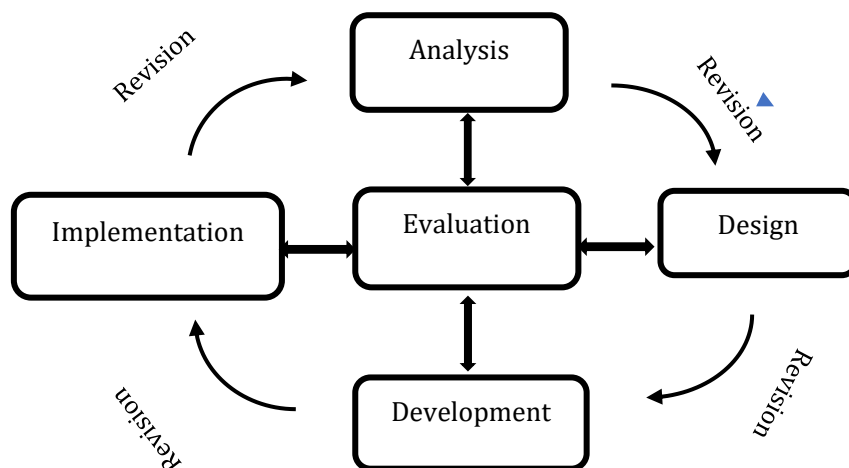 Analysis
Revision
Revision
Implementation
Evaluation
Design
Revision
Development
Revision